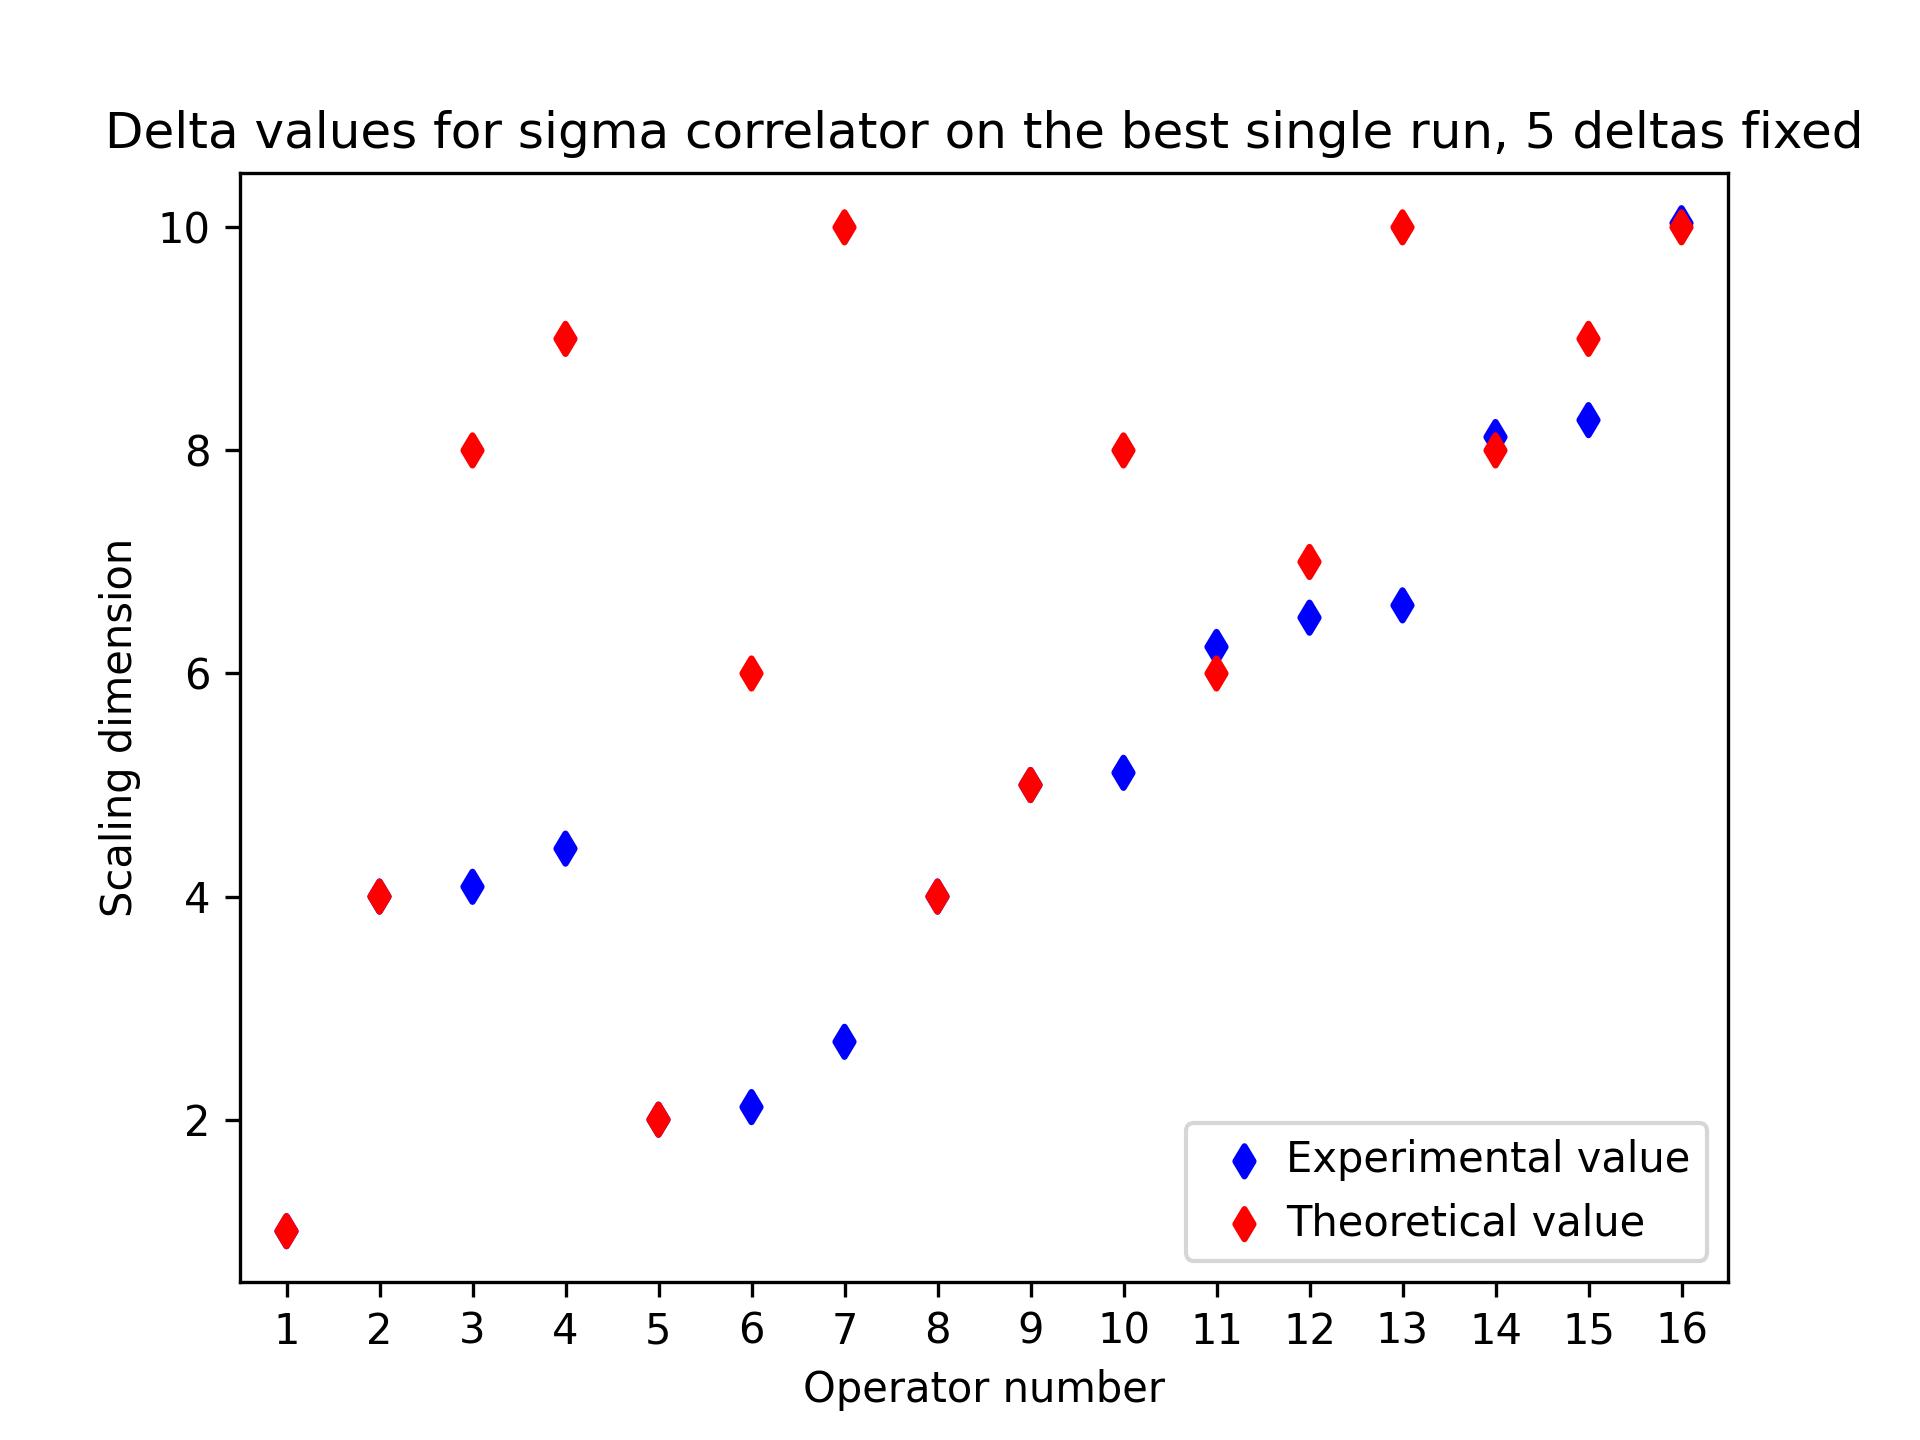 Delta values for sigma correlator on the best single run, 5 deltas fixed
10
8
6
4
2
Scaling dimension
Experimental value
Theoretical value
1 2 3 4 5 6 7 8 9 10 11 12 13 14 15 16
Operator number